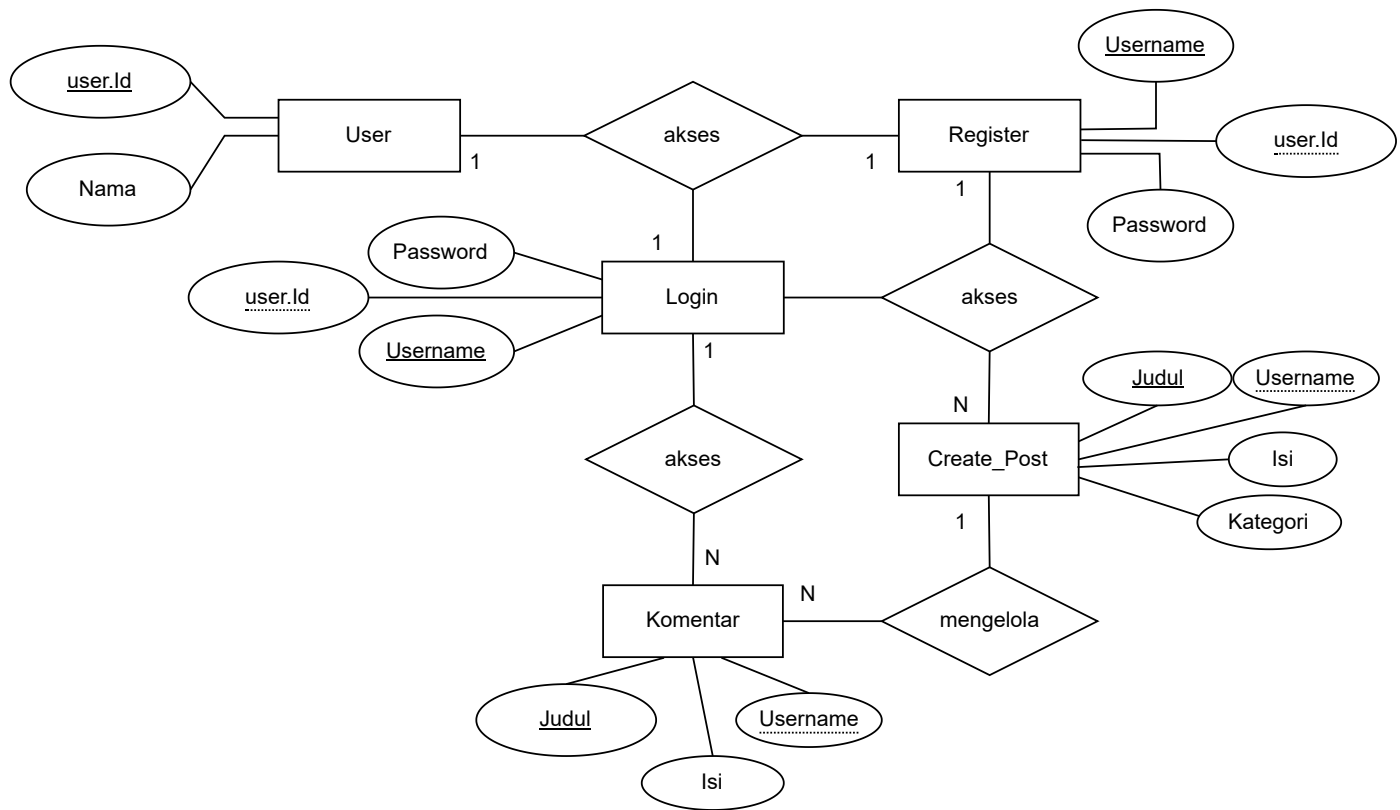 Username
user.Id
User
akses
Register
user.Id
1
1
1
Nama
Password
1
Password
user.Id
Login
akses
Username
1
Judul
Username
N
akses
Create_Post
Isi
1
Kategori
N
N
Komentar
mengelola
Judul
Username
Isi